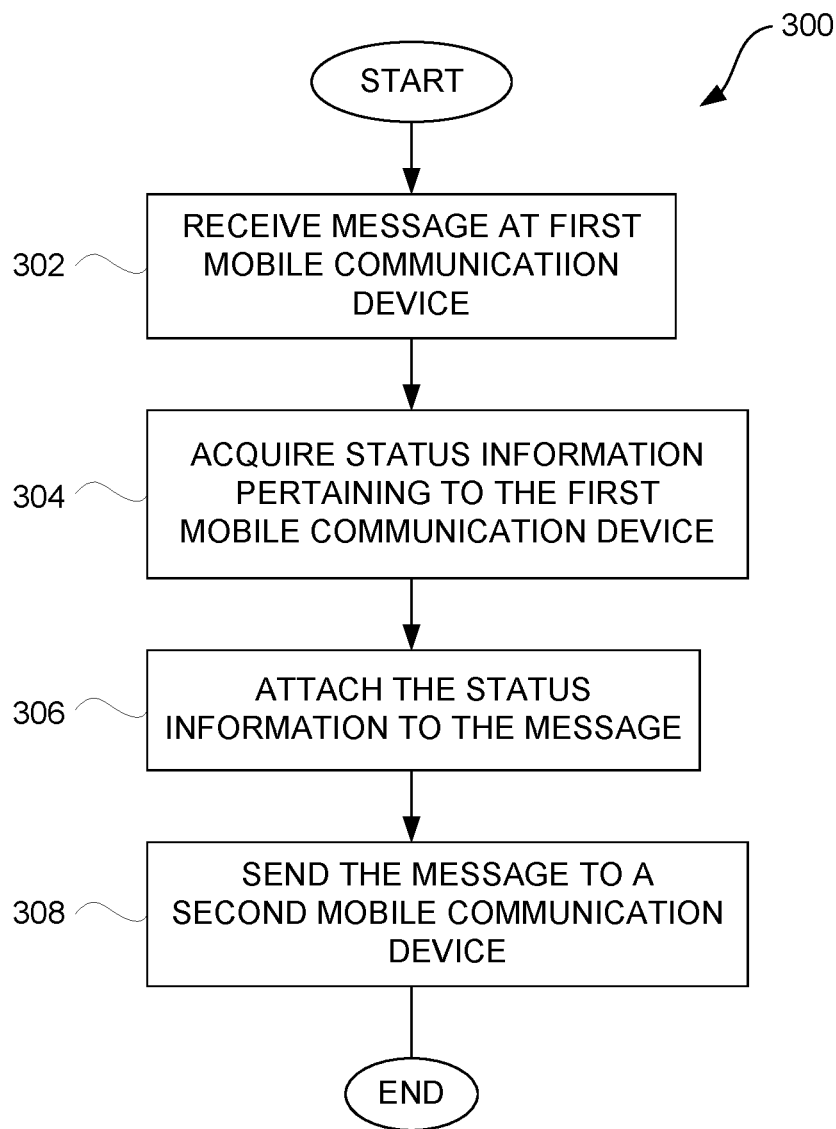 300
START
302
RECEIVE MESSAGE AT FIRST
MOBILE COMMUNICATIION
DEVICE
304
ACQUIRE STATUS INFORMATION
PERTAINING TO THE FIRST
MOBILE COMMUNICATION DEVICE
306
ATTACH THE STATUS
INFORMATION TO THE MESSAGE
308
SEND THE MESSAGE TO A
SECOND MOBILE COMMUNICATION
DEVICE
END